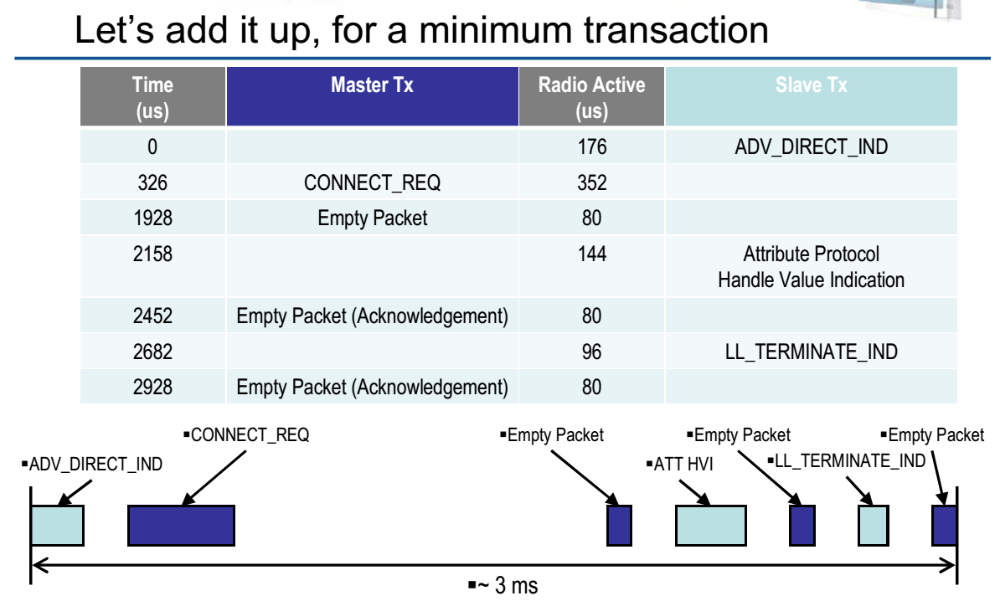 Let's add it up, for a minimum transaction
Time
(us)
Master Tx
Radio Active
(us)
Slave Tx
0
176
ADV_DIRECT_IND
326
CONNECT_REQ
352
1928
Empty Packet
80
2158
144
Attribute Protocol
Handle Value Indication
2452
Empty Packet (Acknowledgement)
80
2682
96
LL_TERMINATE_IND
2928
Empty Packet (Acknowledgement)
80
▪CONNECT_REQ
▪Empty Packet
▪Empty Packet
▪Empty Packet
▪ADV_DIRECT_IND
▪ATT HVI
▪LL_TERMINATE_IND
▪~ 3 ms